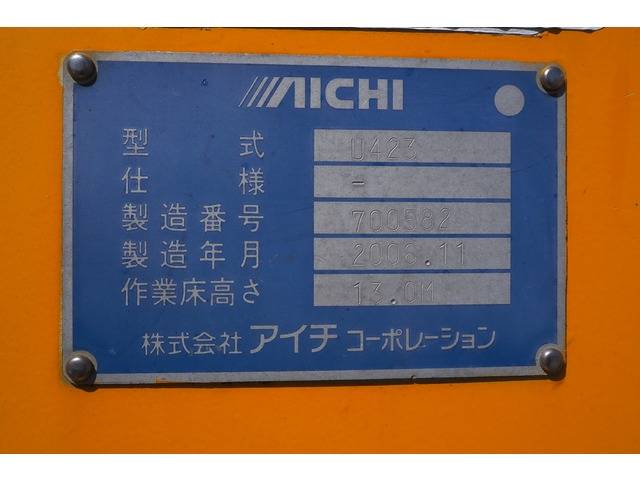 AICHI
型式 U423
仕様 -
製造番号 700582
製造年月 2006.11
作業床高さ 13.0M
株式会社 アイチ コーポレーション